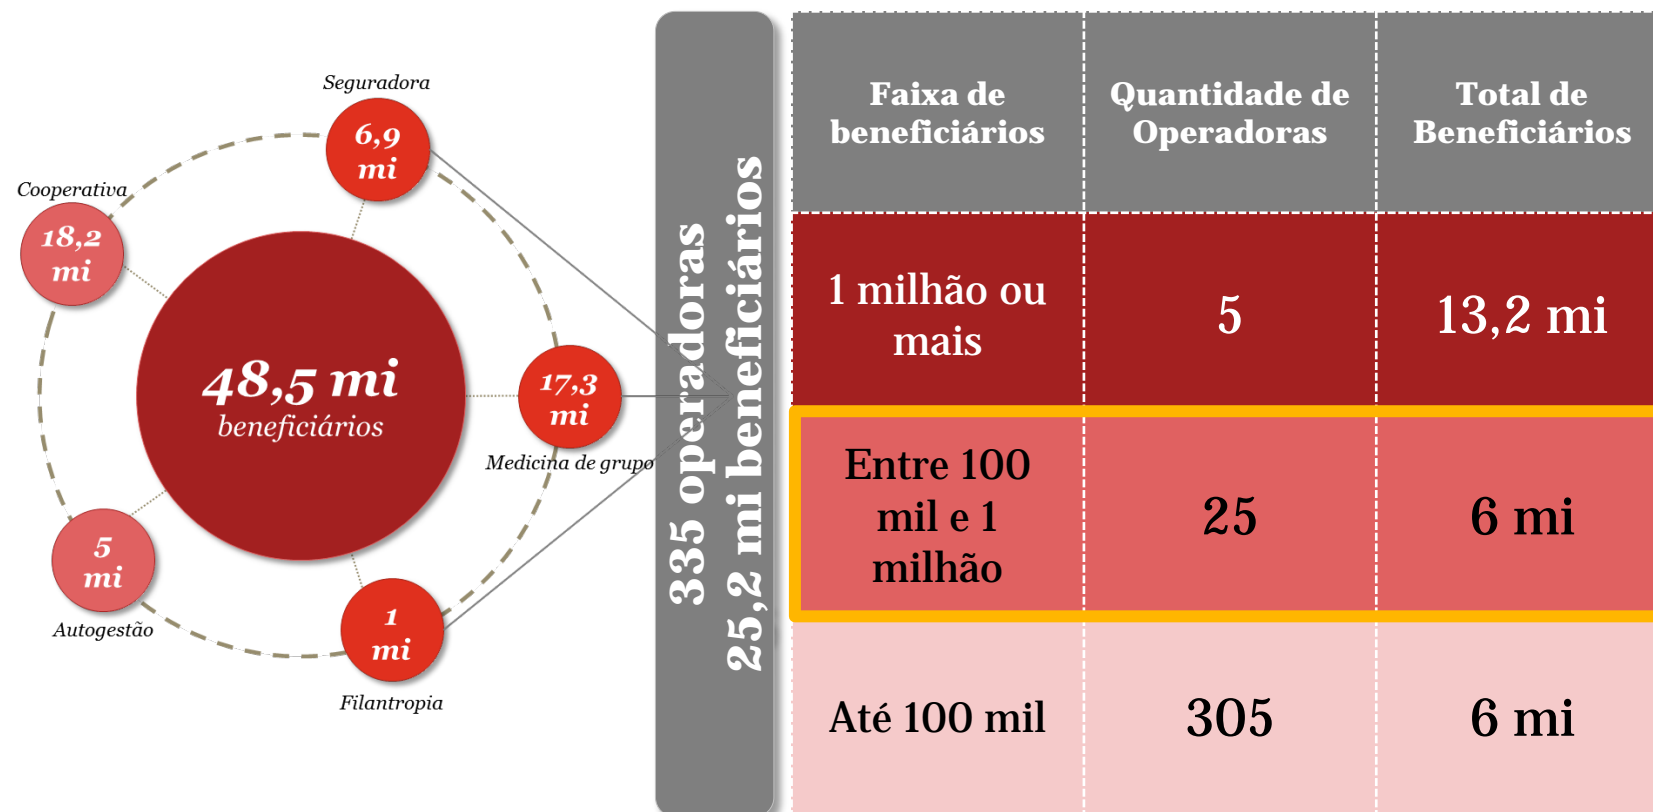 Seguradora
6,9
mi
Cooperativa
18,2
mi
48,5 mi
beneficiários
17,3
mi
Medicina de grupo
5
mi
Autogestão
1
mi
Filantropia
335 operadoras
25,2 mi beneficiários
Faixa de
beneficiários
Quantidade de
Operadoras
Total de
Beneficiários
1 milhão ou
mais
5
13,2 mi
Entre 100
mil e 1
milhão
25
6 mi
Até 100 mil
305
6 mi